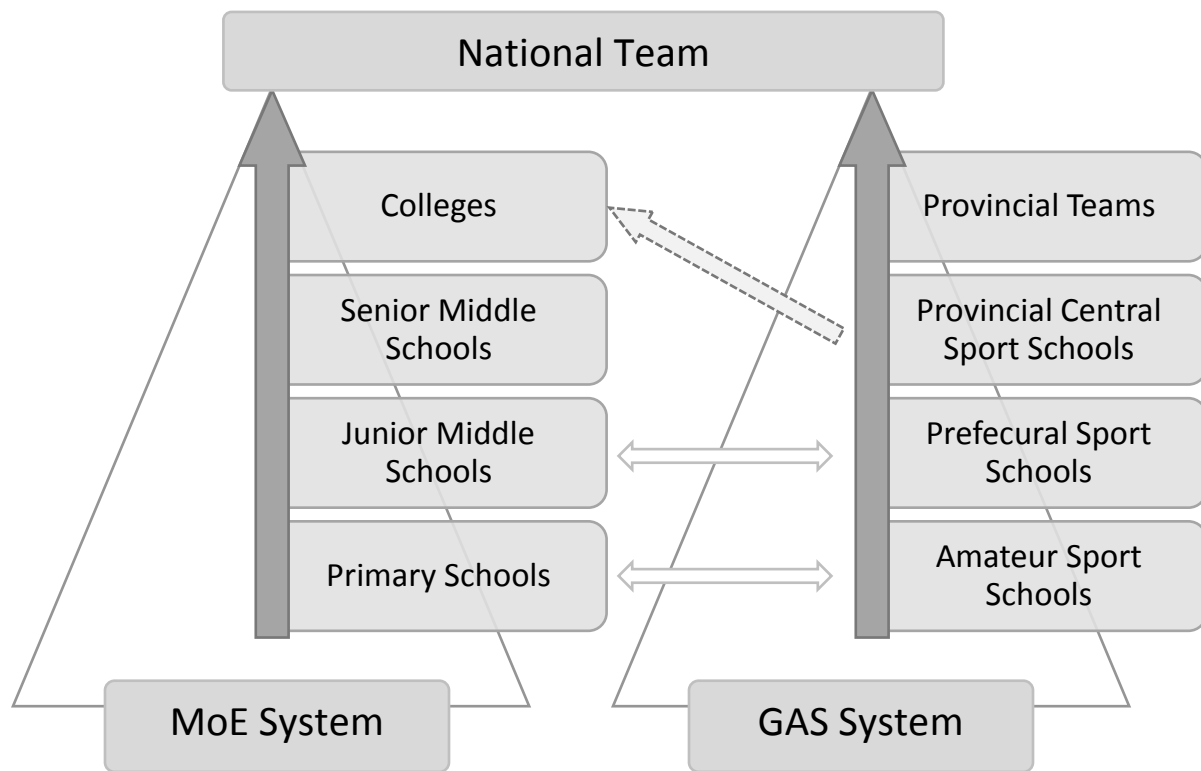 National Team
Colleges
Senior Middle
Schools
Junior Middle
Schools
Primary Schools
MoE System
Provincial Teams
Provincial Central
Sport Schools
Prefecural Sport
Schools
Amateur Sport
Schools
GAS System